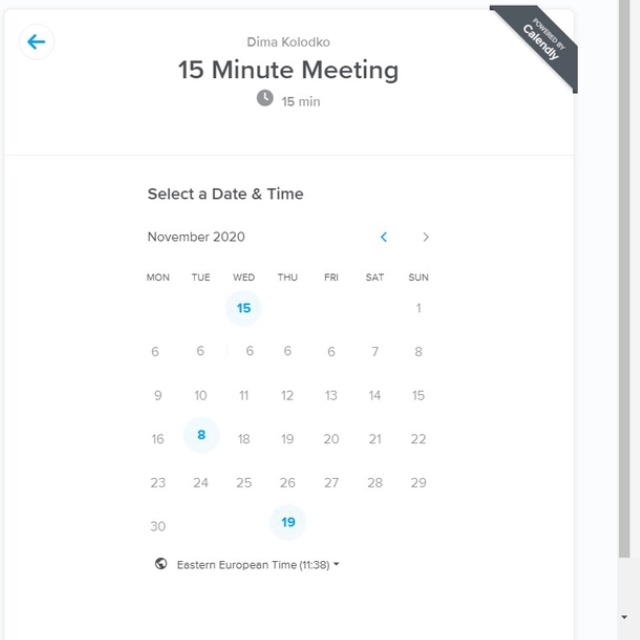 POWERED BY
Calendly
Dima Kolodko
15 Minute Meeting
15 min
Select a Date & Time
November 2020
MON TUE WED THU FRI SAT SUN
15 1
6 6 6 6 6 7 8
9 10 11 12 13 14 15
16 8 18 19 20 21 22
23 24 25 26 27 28 29
30 19
Eastern European Time (11:38)